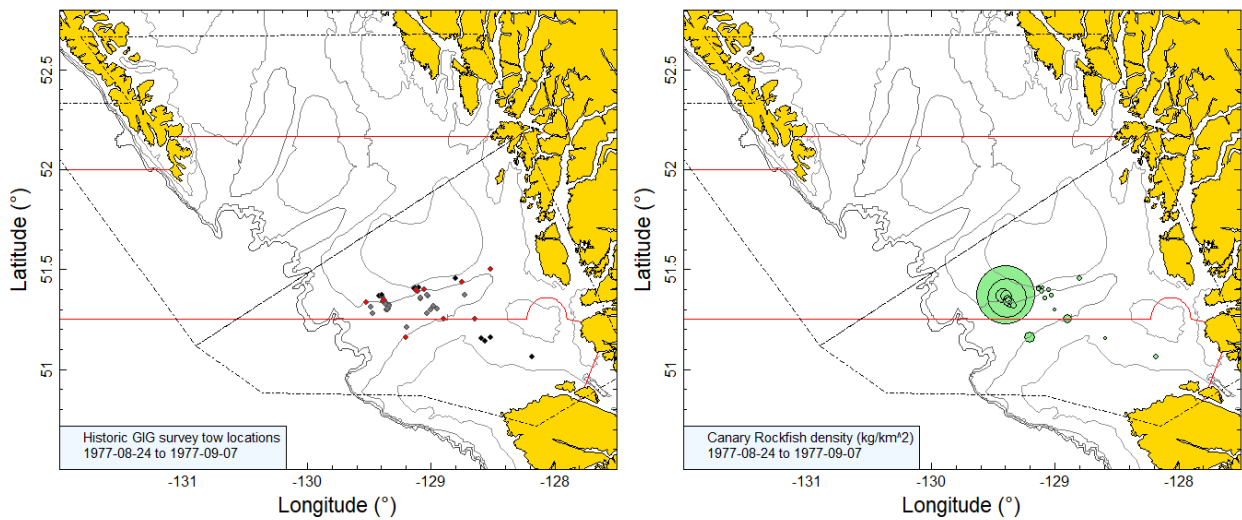 52.5
52
51.5
51
Latitude (°)
Historic GIG survey tow locations
1977-08-24 to 1977-09-07
-131
-130
-129
-128
Longitude (°)
52.5
52
51.5
51
Latitude (°)
Canary Rockfish density (kg/km^2)
1977-08-24 to 1977-09-07
-131
-130
-129
-128
Longitude (°)